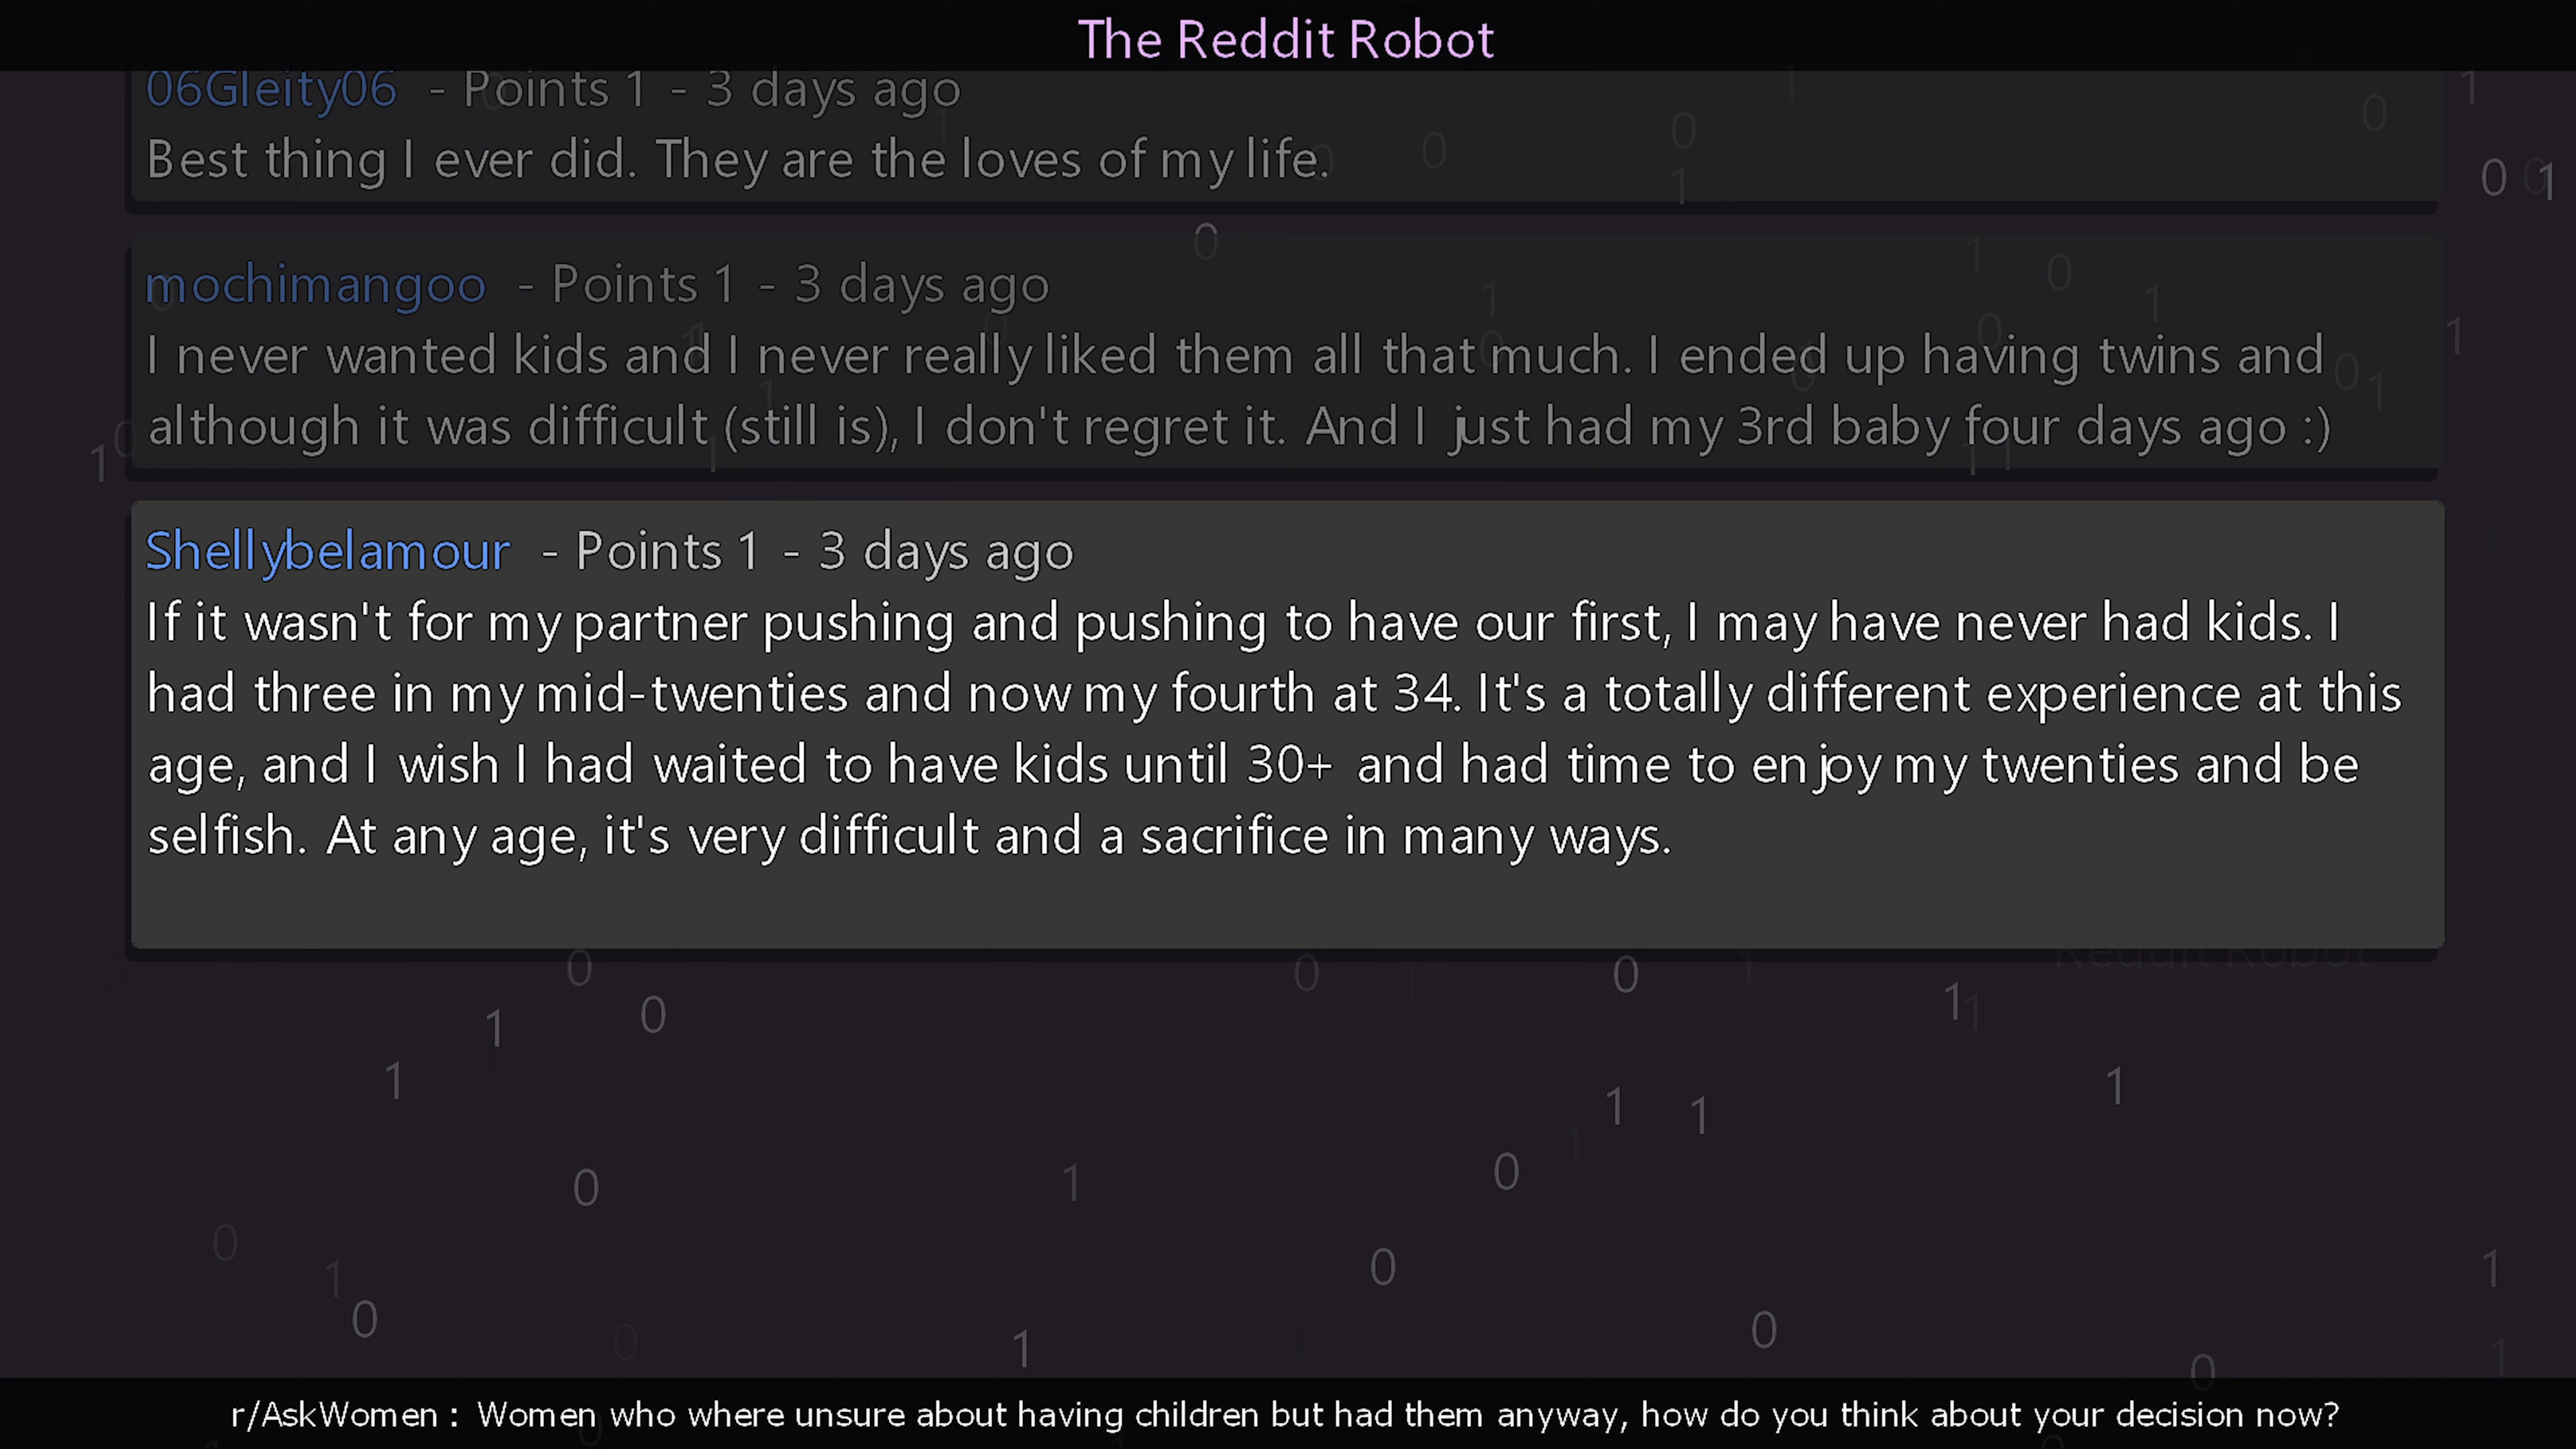 The Reddit Robot
06Gleity06 - Points 1 - 3 days ago
Best thing I ever did. They are the loves of my life.
mochimangoo - Points 1 - 3 days ago
I never wanted kids and I never really liked them all that much. I ended up having twins and
although it was difficult (still is), I don't regret it. And I just had my 3rd baby four days ago :)
Shellybelamour - Points 1 - 3 days ago
If it wasn't for my partner pushing and pushing to have our first, I may have never had kids. I
had three in my mid-twenties and now my fourth at 34. It's a totally different experience at this
age, and I wish I had waited to have kids until 30+ and had time to enjoy my twenties and be
selfish. At any age, it's very difficult and a sacrifice in many ways.
Reddit Robot
r/AskWomen : Women who where unsure about having children but had them anyway, how do you think about your decision now?